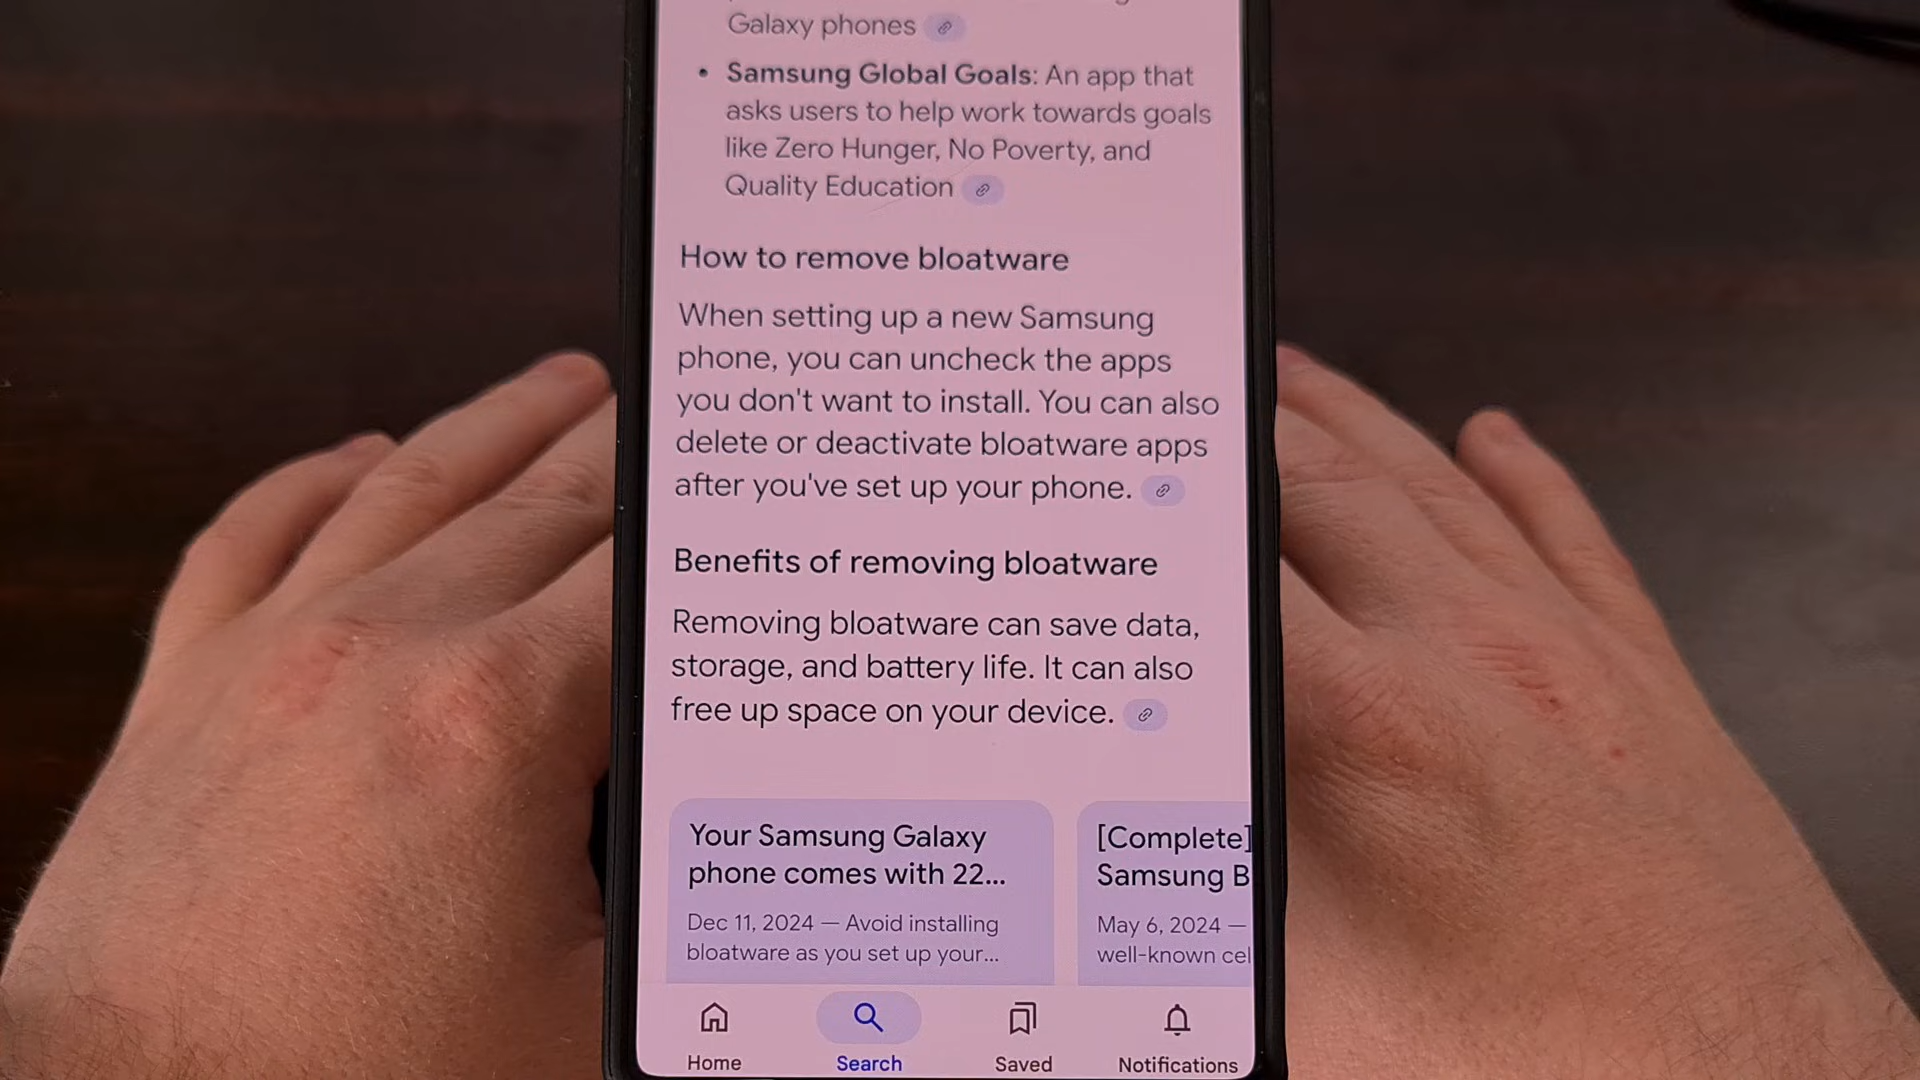 Galaxy phones
• Samsung Global Goals: An app that
asks users to help work towards goals
like Zero Hunger, No Poverty, and
Quality Education
How to remove bloatware
When setting up a new Samsung
phone, you can uncheck the apps
you don't want to install. You can also
delete or deactivate bloatware apps
after you've set up your phone.
Benefits of removing bloatware
Removing bloatware can save data,
storage, and battery life. It can also
free up space on your device.
Your Samsung Galaxy
phone comes with 22...
Dec 11, 2024 — Avoid installing
bloatware as you set up your...
[Complete]
Samsung B
May 6, 2024 —
well-known cel
Home
Search
Saved
Notifications